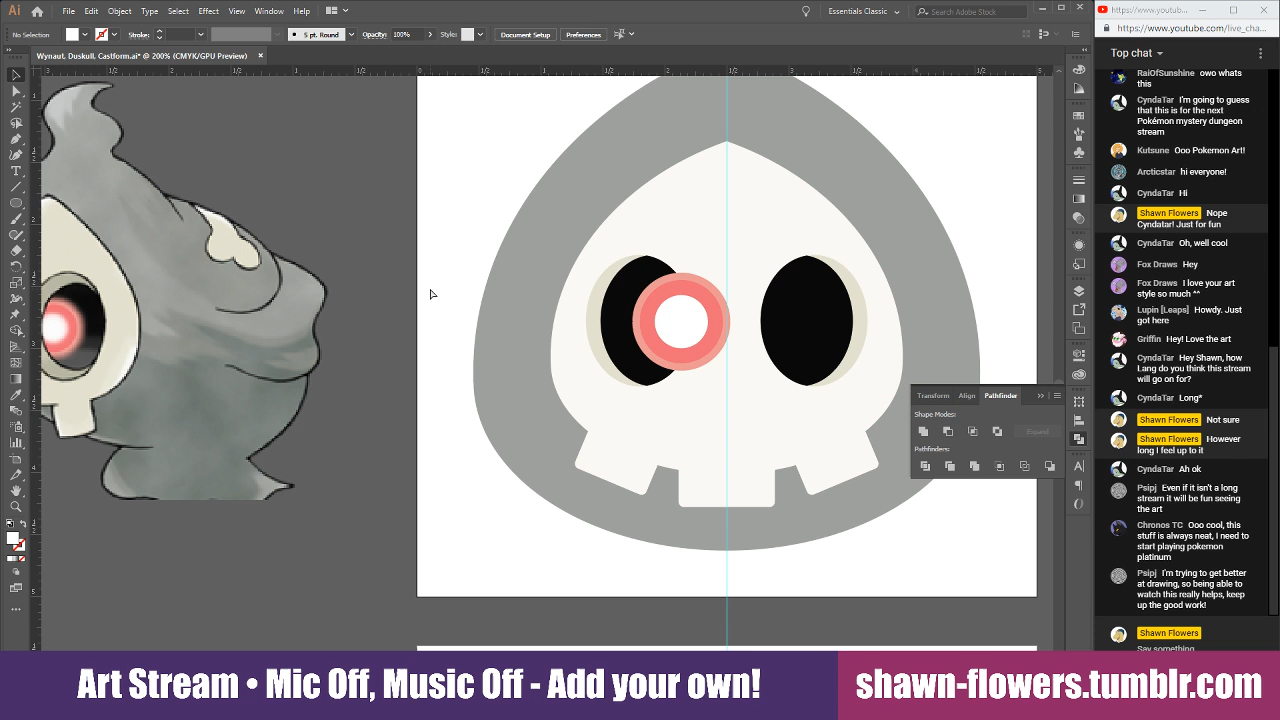 Ai File Edit Object Type Select Effect View Window Help Essentials Classic Search Adobe Stock
No Selection Stroke: 5 pt. Round Opacity: 100% Style: Document Setup Preferences
Wynaut, Duskull, Castform.ai* @ 200% (CMYK/GPU Preview)
Transform Align Pathfinder
Shape Modes:
Expand
Pathfinders:
https://www.youtub...
https://www.youtube.com/live_cha...
Top chat
RaiOfSunshine owo whats
this
CyndaTar I'm going to guess
that this is for the next
Pokémon mystery dungeon
stream
Kutsune Ooo Pokemon Art!
Arcticstar hi everyone!
CyndaTar Hi
Shawn Flowers Nope
Cyndatar! Just for fun
CyndaTar Oh, well cool
Fox Draws Hey
Fox Draws I love your art
style so much ^^
Lupin [Leaps] Howdy. Just
got here
Griffin Hey! Love the art
CyndaTar Hey Shawn, how
Lang do you think this stream
will go on for?
CyndaTar Long*
Shawn Flowers Not sure
Shawn Flowers However
long I feel up to it
CyndaTar Ah ok
Psipj Even if it isn't a long
stream it will be fun seeing
the art
Chronos TC Ooo cool, this
stuff is always neat, I need to
start playing pokemon
platinum
Psipj I'm trying to get better
at drawing, so being able to
watch this really helps, keep
up the good work!
Shawn Flowers
Say something...
Art Stream • Mic Off, Music Off - Add your own!
shawn-flowers.tumblr.com